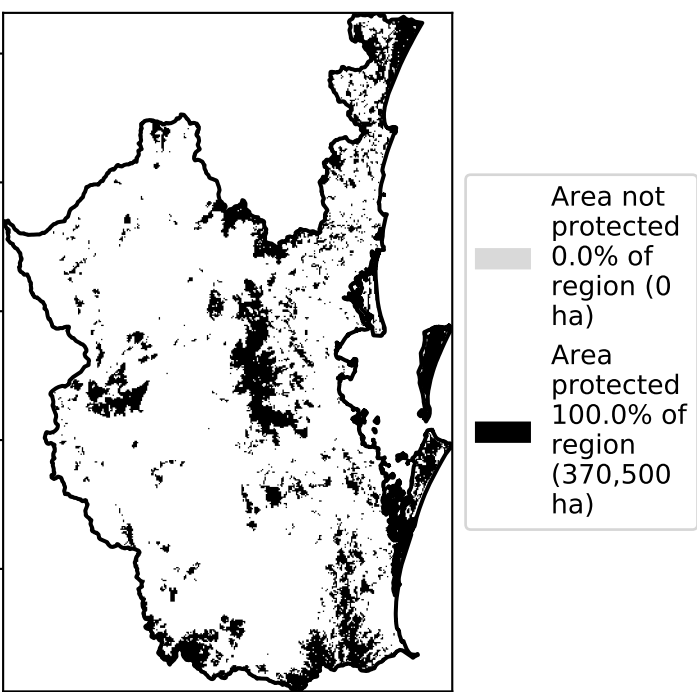 Area not
protected
0.0% of
region (0
ha)
Area
protected
100.0% of
region
(370,500
ha)